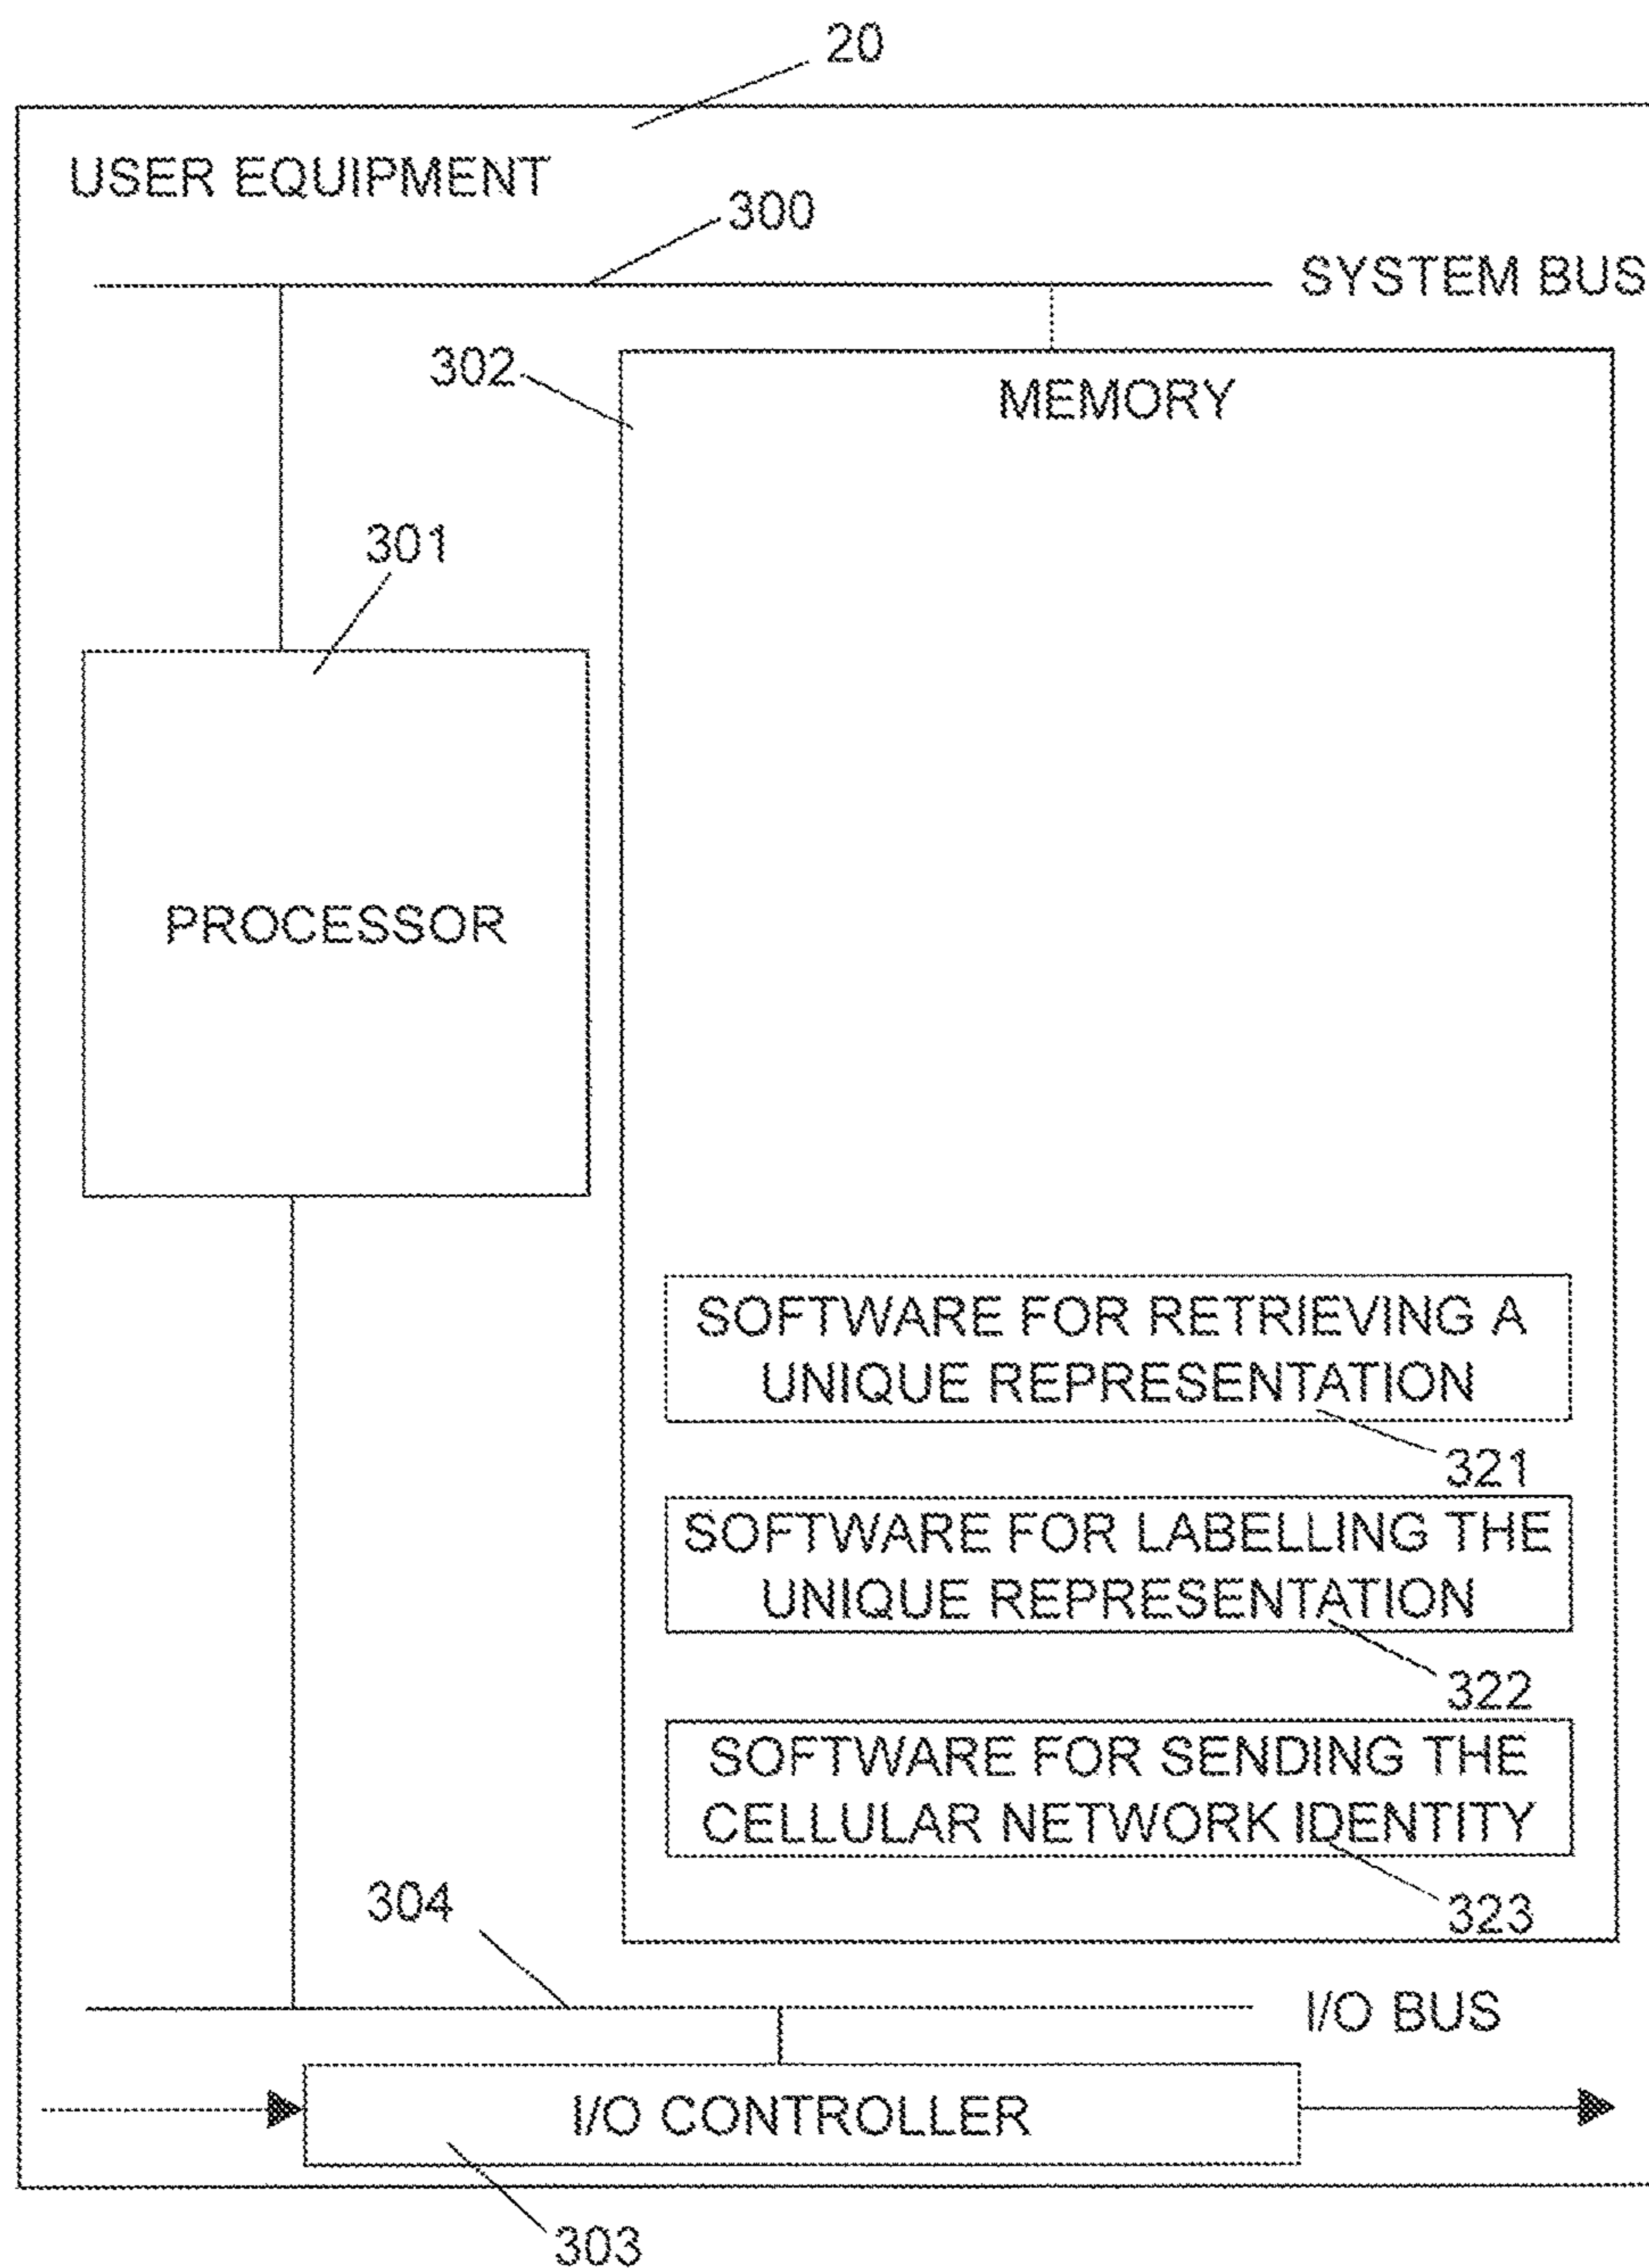 20
USER EQUIPMENT
300
SYSTEM BUS
302
MEMORY
301
PROCESSOR
SOFTWARE FOR RETRIEVING A
UNIQUE REPRESENTATION
321
SOFTWARE FOR LABELLING THE
UNIQUE REPRESENTATION
322
SOFTWARE FOR SENDING THE
CELLULAR NETWORK IDENTITY
323
304
I/O BUS
I/O CONTROLLER
303